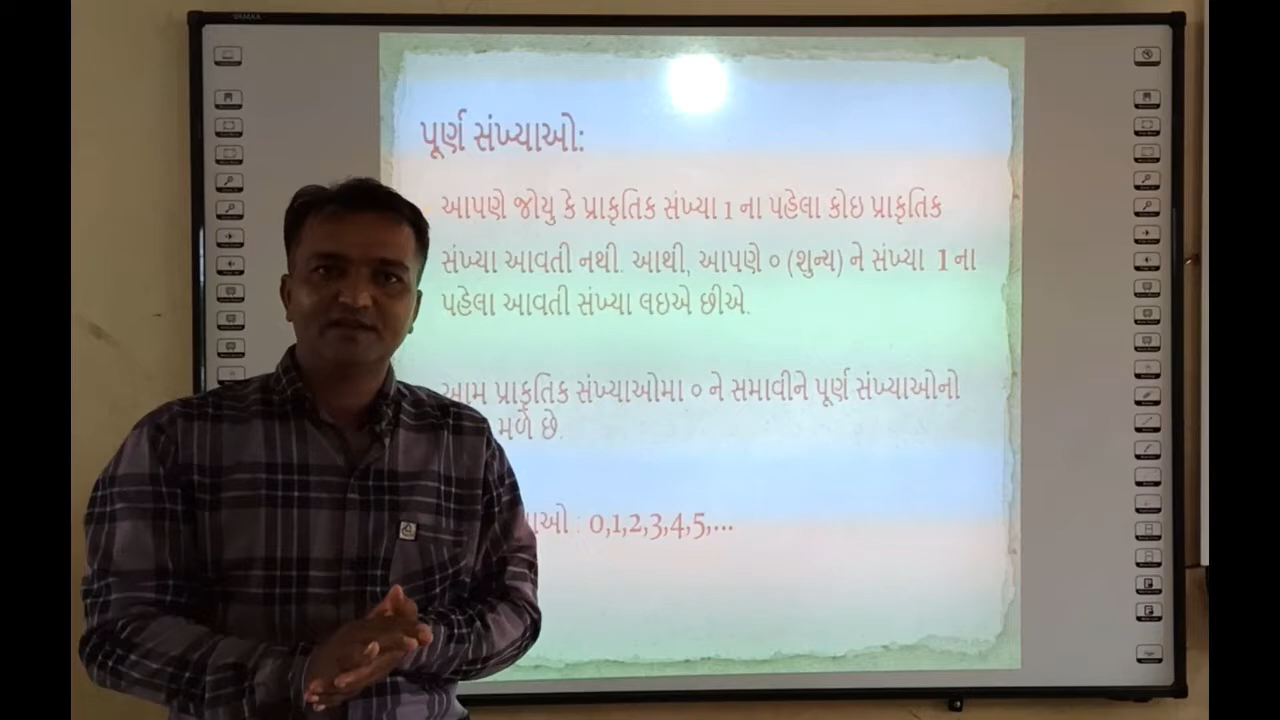 VAMAA
પૂર્ણ સંખ્યાઓ:
આપણે જોયુ કે પ્રાકૃતિક સંખ્યા 1 ના પહેલા કોઇ પ્રાકૃતિક
સંખ્યા આવતી નથી. આથી, આપણે ૦ (શુન્ય) ને સંખ્યા 1 ના
પહેલા આવતી સંખ્યા લઇએ છીએ.
આમ પ્રાકૃતિક સંખ્યાઓમા ૦ ને સમાવીને પૂર્ણ સંખ્યાઓનો
મળે છે.
: 0,1,2,3,4,5,...